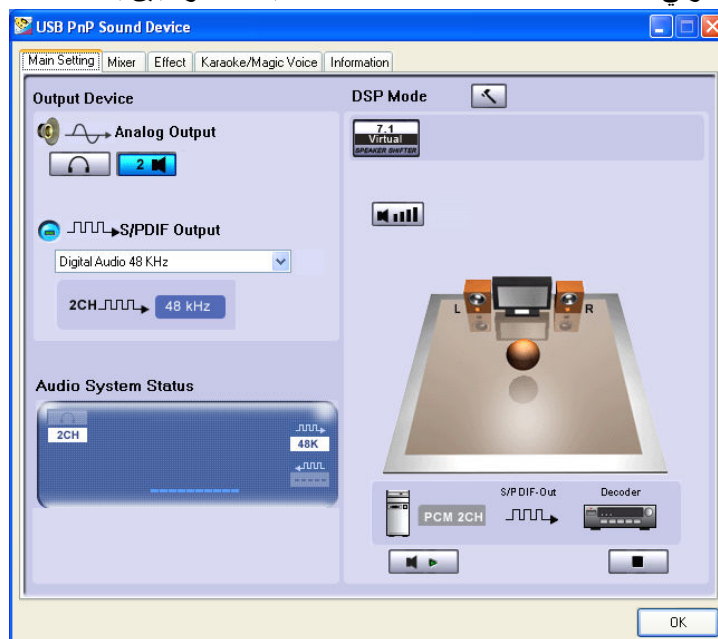 USB PnP Sound Device
Main Setting Mixer Effect Karaoke/Magic Voice Information
Output Device
Analog Output
2
S/PDIF Output
Digital Audio 48 KHz
2CH 48 kHz
Audio System Status
2CH
48K
-----
DSP Mode
7.1
Virtual
SPEAKER SHIFTER
L R
S/PDIF-Out Decoder
PCM 2CH
OK